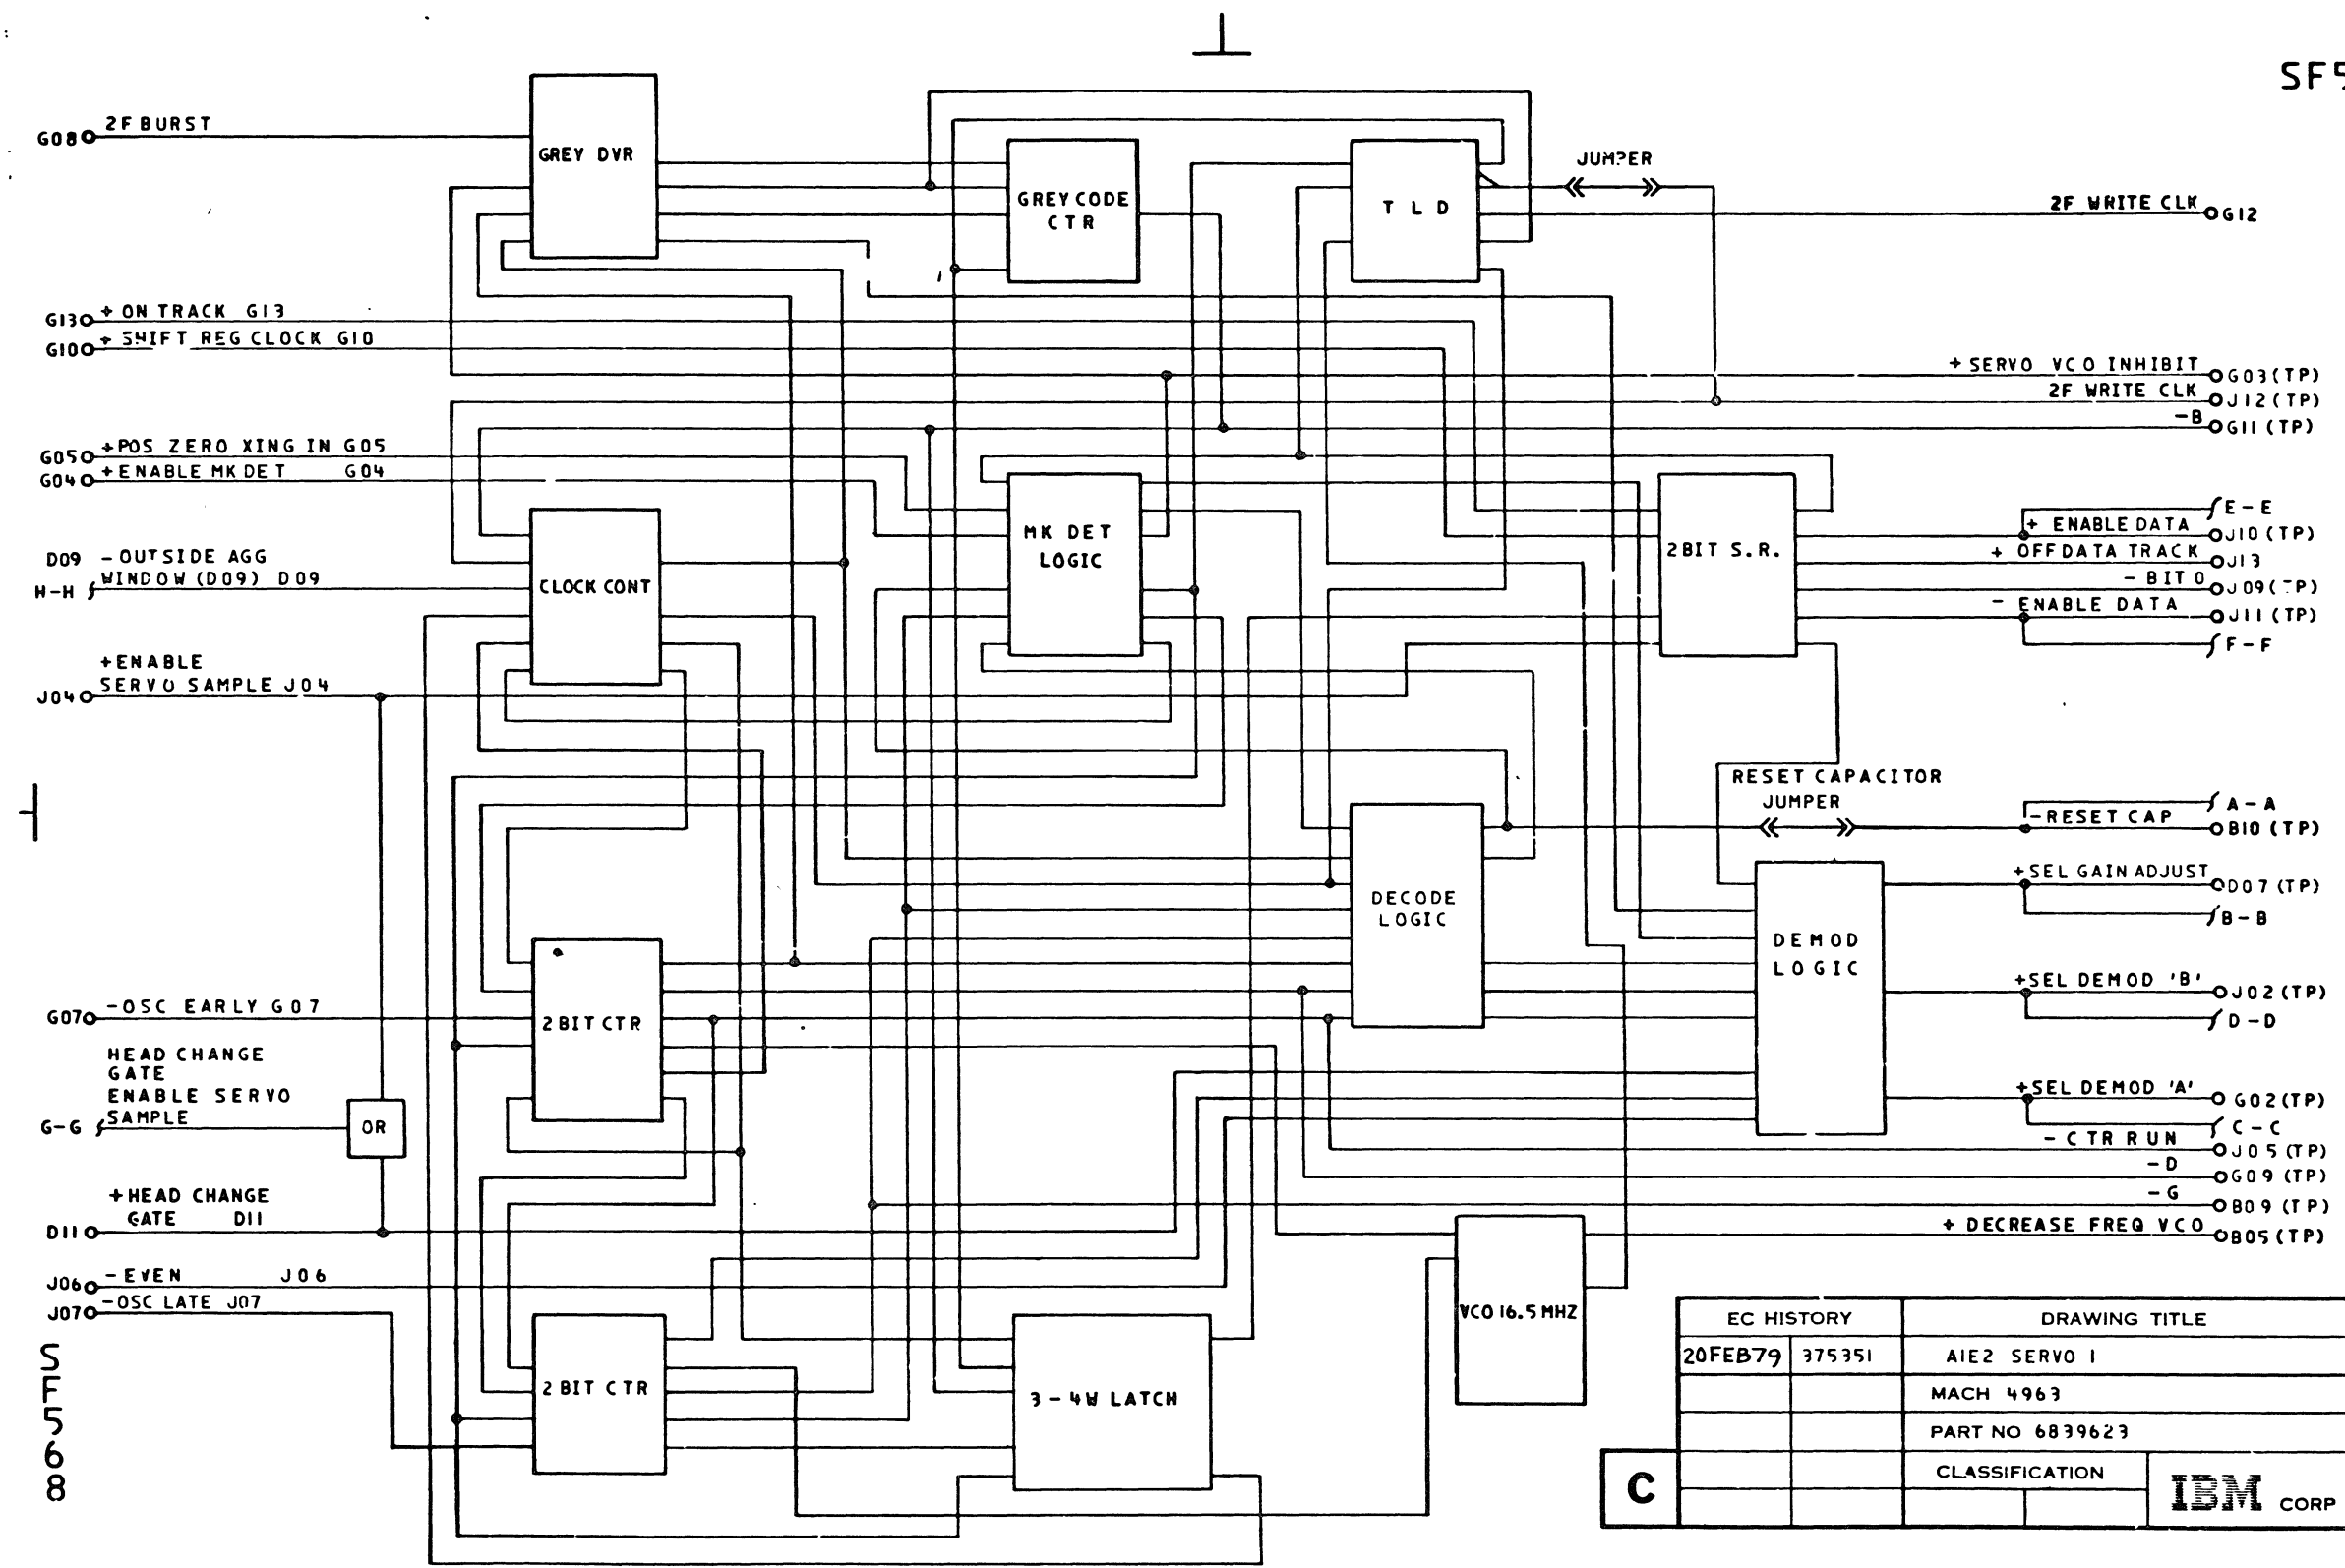 SF5
G08 2F BURST
GREY DVR
GREY CODE
CTR
T L D
JUMPER
2F WRITE CLK G12
G13 + ON TRACK G13
G10 + SHIFT REG CLOCK G10
+ SERVO VCO INHIBIT G03 (TP)
2F WRITE CLK J12 (TP)
-B G11 (TP)
G05 +POS ZERO XING IN G05
G04 +ENABLE MK DET G04
MK DET
LOGIC
2BIT S.R.
E-E
+ ENABLE DATA J10 (TP)
+ OFF DATA TRACK J13
- BIT 0 J09 (TP)
- ENABLE DATA J11 (TP)
F-F
D09 -OUTSIDE AGG
H-H WINDOW (D09) D09
CLOCK CONT
+ENABLE
J04 SERVO SAMPLE J04
RESET CAPACITOR
JUMPER
A-A
-RESET CAP B10 (TP)
+SEL GAIN ADJUST D07 (TP)
B-B
DECODE
LOGIC
DEMOD
LOGIC
+SEL DEMOD 'B' J02 (TP)
D-D
G07 -OSC EARLY G07
2 BIT CTR
HEAD CHANGE
GATE
ENABLE SERVO
G-G SAMPLE
OR
+SEL DEMOD 'A' G02 (TP)
C-C
- CTR RUN J05 (TP)
-D G09 (TP)
-G B09 (TP)
+ DECREASE FREQ VCO B05 (TP)
+HEAD CHANGE
D11 GATE D11
J06 -EVEN J06
J07 -OSC LATE J07
2 BIT CTR
3-4W LATCH
VCO 16.5 MHZ
SF568
EC HISTORY DRAWING TITLE
20FEB79 375351 A1E2 SERVO 1
MACH 4963
PART NO 6839623
CLASSIFICATION
C
IBM CORP